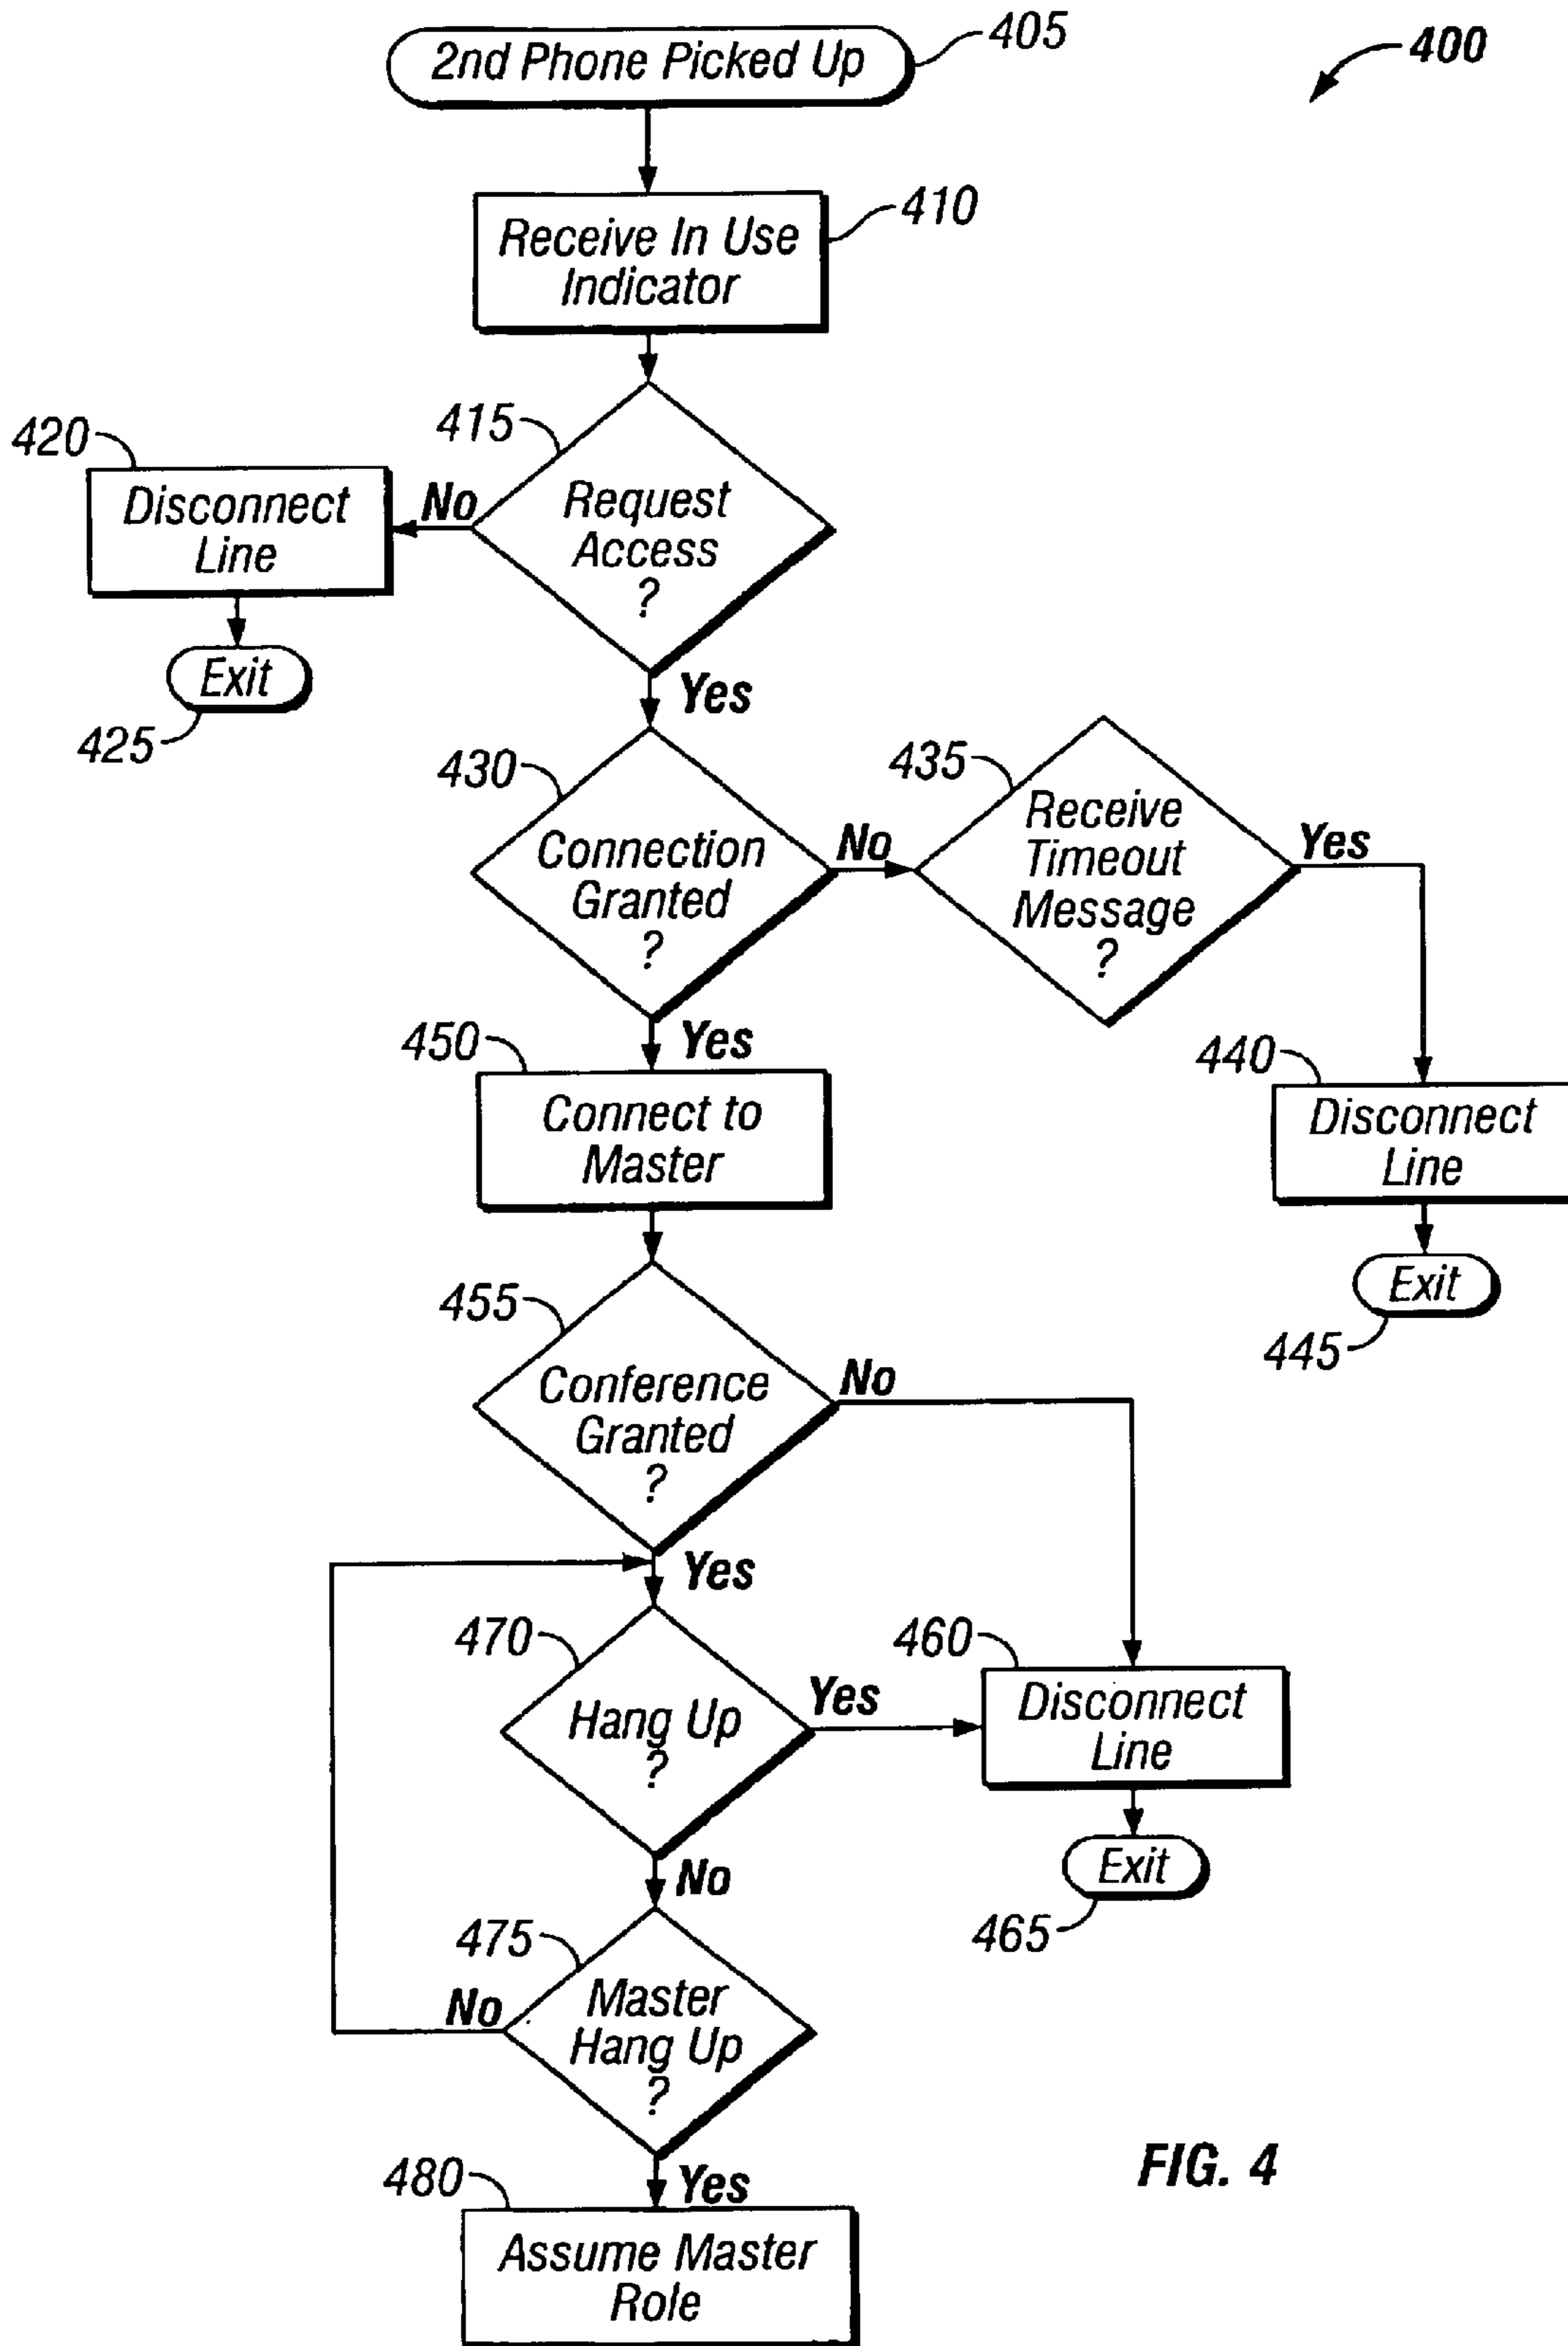 2nd Phone Picked Up
405
400
Receive In Use
Indicator
410
415
Request
Access
?
No
420
Disconnect
Line
Exit
425
Yes
430
Connection
Granted
?
No
435
Receive
Timeout
Message
?
Yes
440
Disconnect
Line
Exit
445
Yes
450
Connect to
Master
455
Conference
Granted
?
No
Yes
470
Hang Up
?
Yes
460
Disconnect
Line
Exit
465
No
475
Master
Hang Up
?
No
Yes
480
Assume Master
Role
FIG. 4